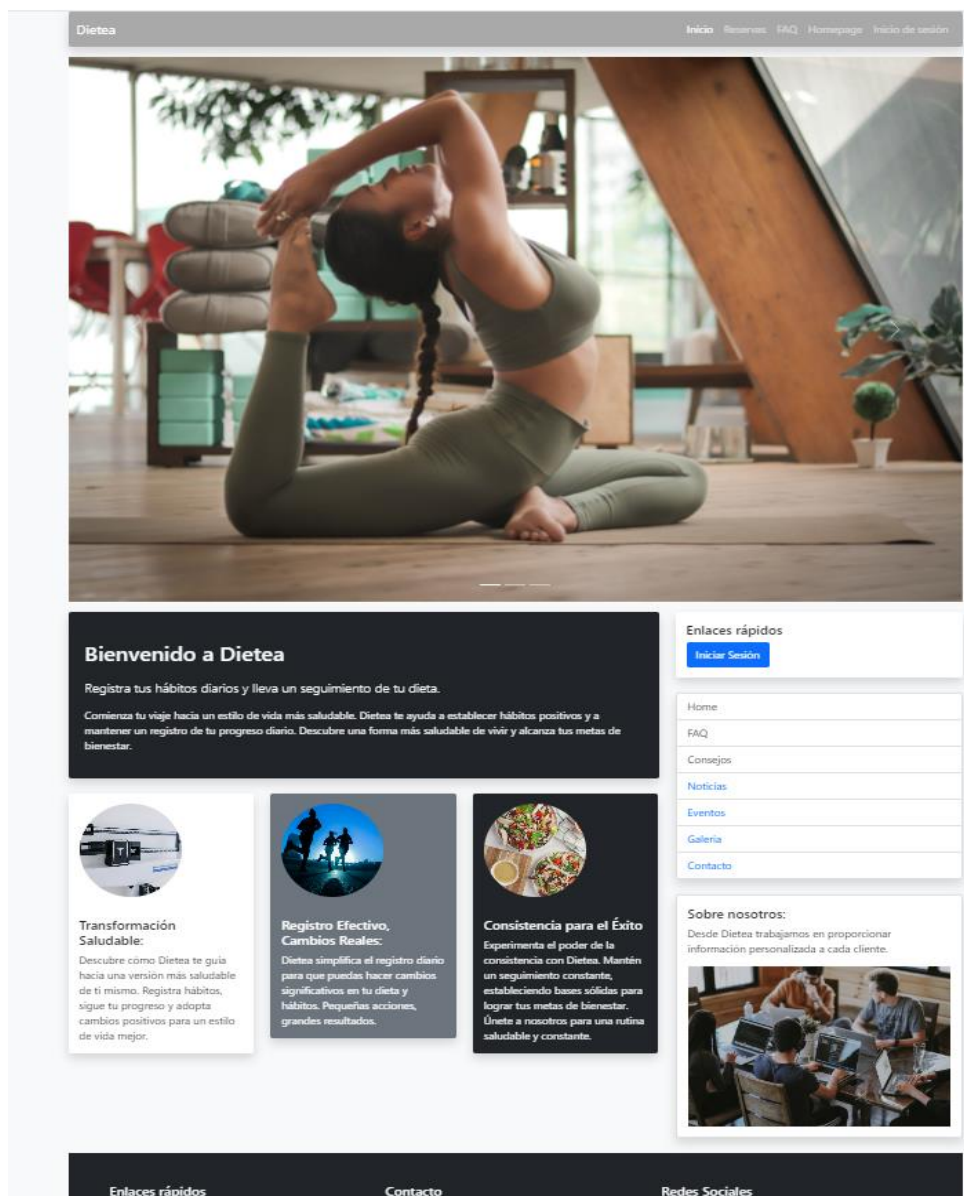 Dietea
Inicio Reservas FAQ Homepage Inicio de sesión
Bienvenido a Dietea
Registra tus hábitos diarios y lleva un seguimiento de tu dieta.
Comienza tu viaje hacia un estilo de vida más saludable. Dietea te ayuda a establecer hábitos positivos y a
mantener un registro de tu progreso diario. Descubre una forma más saludable de vivir y alcanza tus metas de
bienestar.
Transformación
Saludable:
Descubre cómo Dietea te guía
hacia una versión más saludable
de ti mismo. Registra hábitos,
sigue tu progreso y adopta
cambios positivos para un estilo
de vida mejor.
Registro Efectivo,
Cambios Reales:
Dietea simplifica el registro diario
para que puedas hacer cambios
significativos en tu dieta y
hábitos. Pequeñas acciones,
grandes resultados.
Consistencia para el Éxito
Experimenta el poder de la
consistencia con Dietea. Mantén
un seguimiento constante,
estableciendo bases sólidas para
lograr tus metas de bienestar.
Únete a nosotros para una rutina
saludable y constante.
Enlaces rápidos
Iniciar Sesión
Home
FAQ
Consejos
Noticias
Eventos
Galería
Contacto
Sobre nosotros:
Desde Dietea trabajamos en proporcionar
información personalizada a cada cliente.
Enlaces rápidos Contacto Redes Sociales